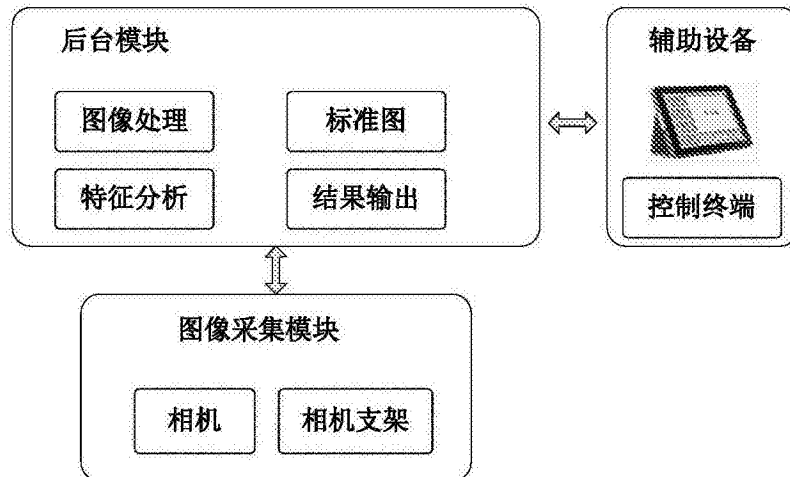 后台模块
图像处理
标准图
特征分析
结果输出
辅助设备
控制终端
图像采集模块
相机
相机支架